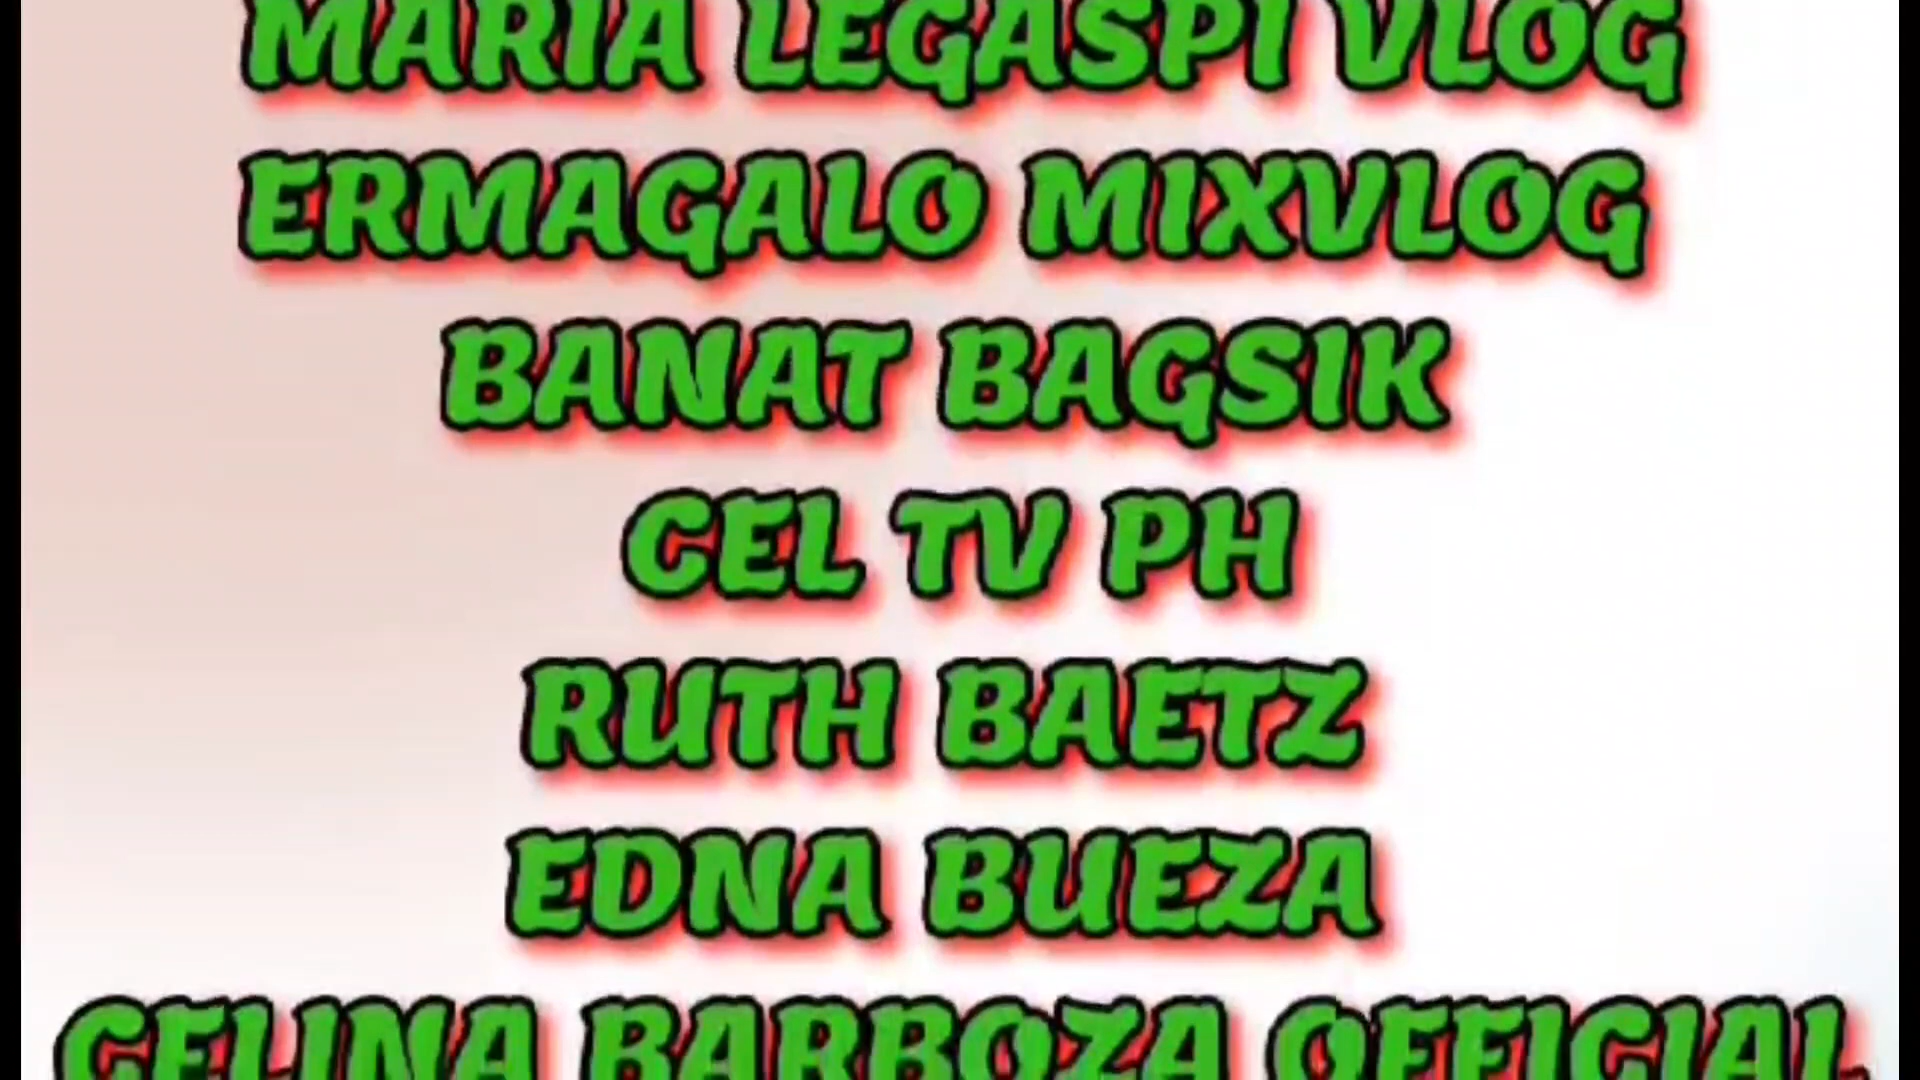 MARIA LEGASPI VLOG
ERMAGALO MIXVLOG
BANAT BAGSIK
CEL TV PH
RUTH BAETZ
EDNA BUEZA
CELINA BARBOZA OFFICIAL